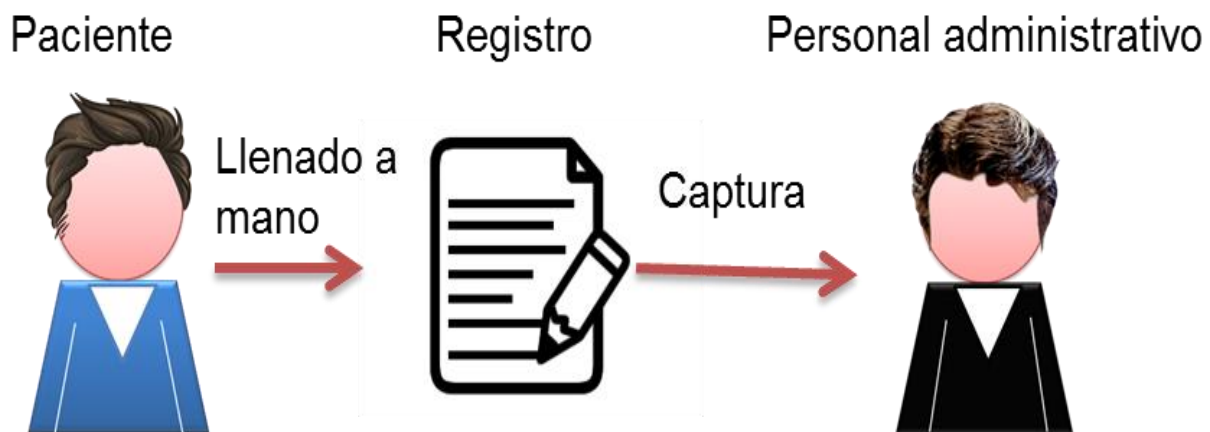 Paciente
Registro
Personal administrativo
Llenado a
mano
Captura